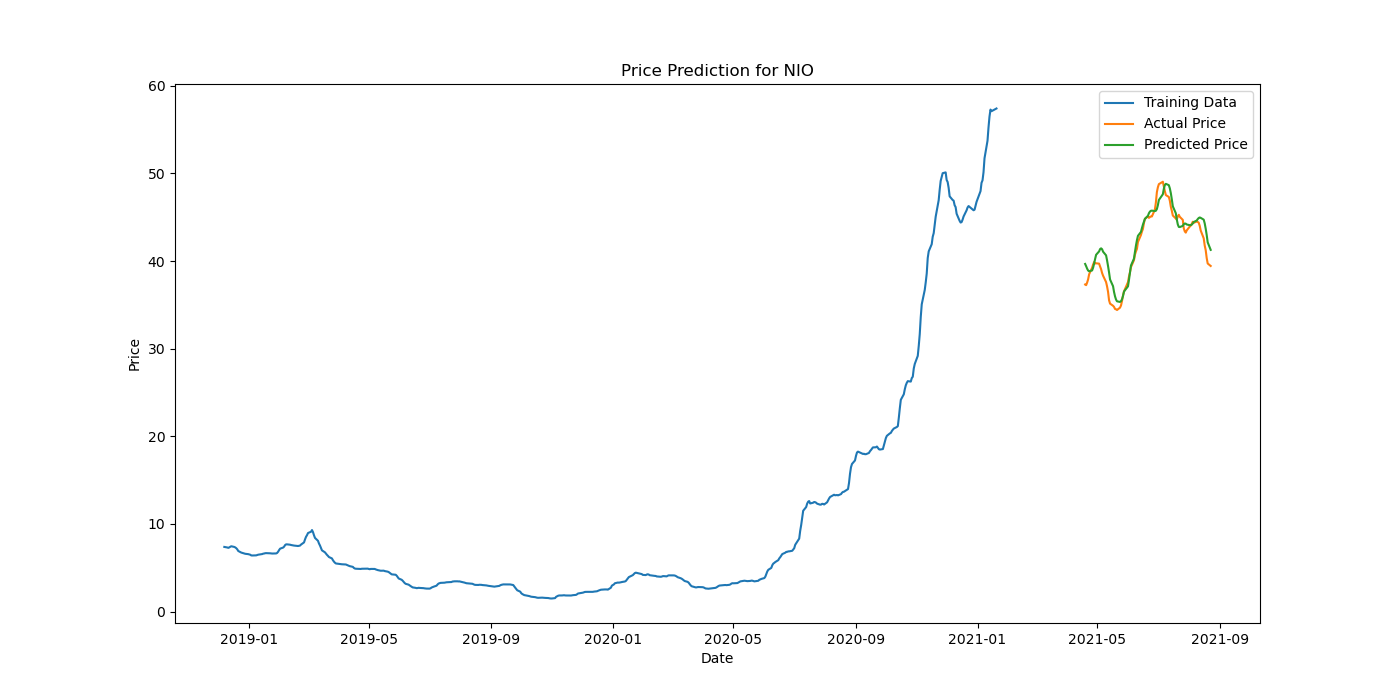 Price Prediction for NIO
Training Data
Actual Price
Predicted Price
Price
60
50
40
30
20
10
0
2019-01 2019-05 2019-09 2020-01 2020-05 2020-09 2021-01 2021-05 2021-09
Date